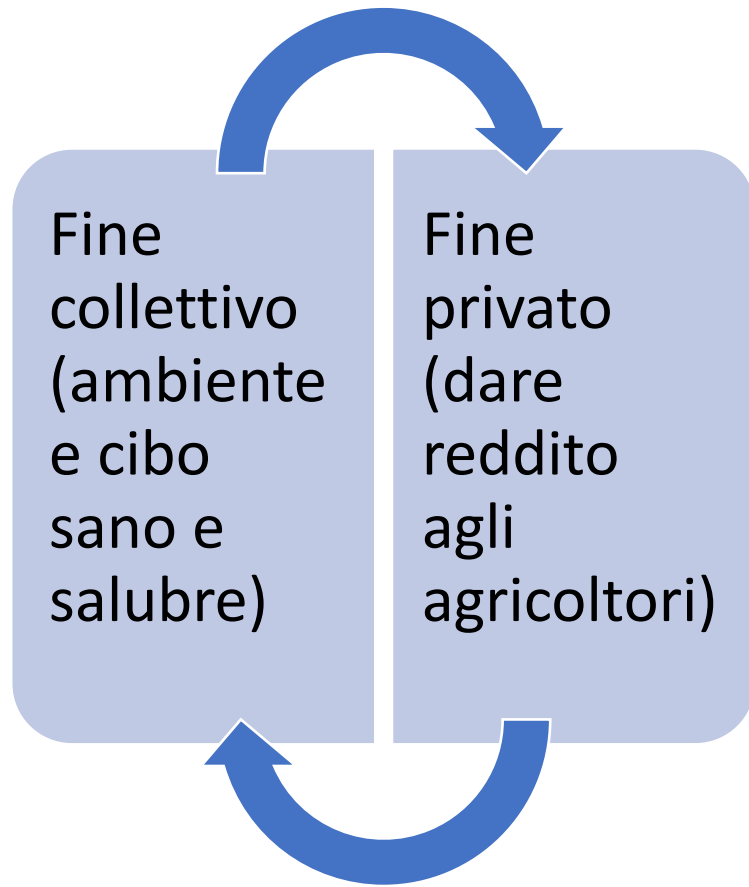 Fine
collettivo
(ambiente
e cibo
sano e
salubre)
Fine
privato
(dare
reddito
agli
agricoltori)